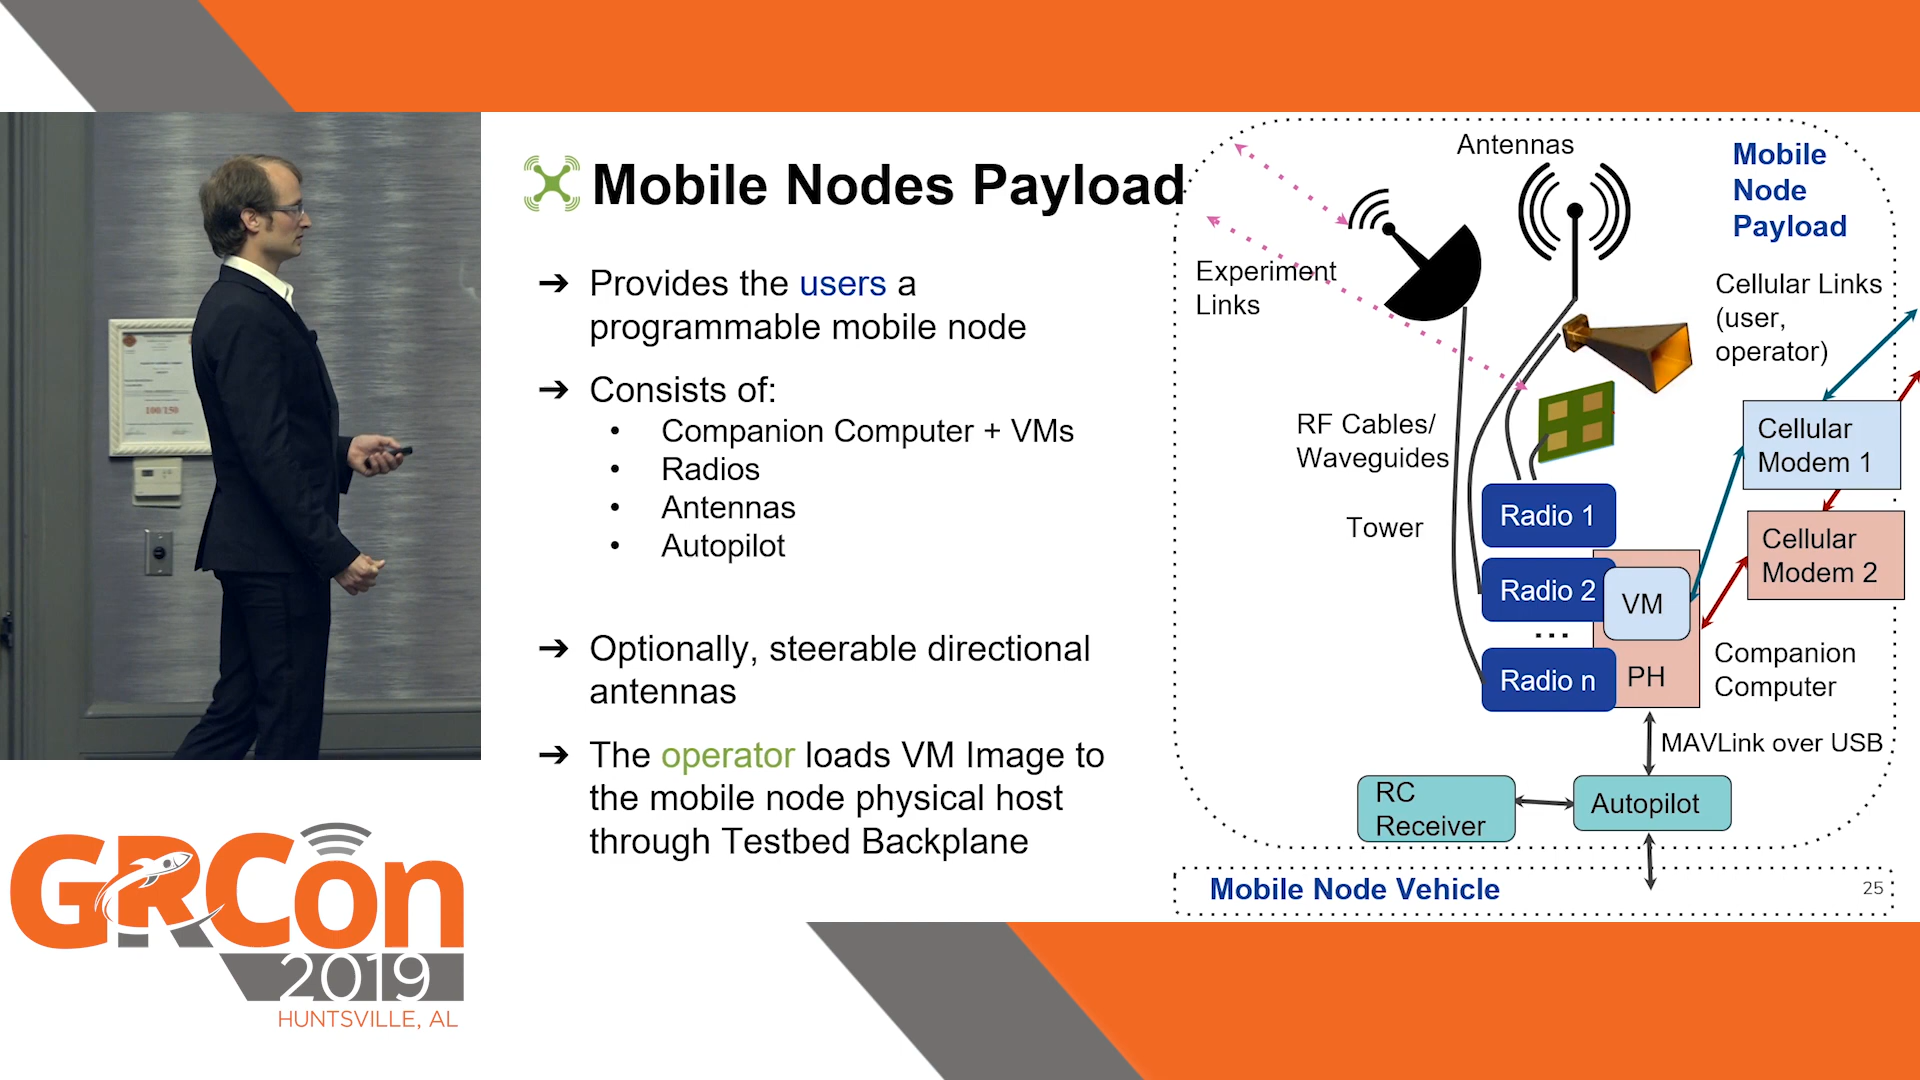 Mobile Nodes Payload
➔ Provides the users a
programmable mobile node
➔ Consists of:
• Companion Computer + VMs
• Radios
• Antennas
• Autopilot
➔ Optionally, steerable directional
antennas
➔ The operator loads VM Image to
the mobile node physical host
through Testbed Backplane
Antennas
Mobile
Node
Payload
Experiment
Links
Cellular Links
(user,
operator)
RF Cables/
Waveguides
Tower
Cellular
Modem 1
Cellular
Modem 2
Radio 1
Radio 2
...
Radio n
VM
PH
Companion
Computer
MAVLink over USB
RC
Receiver
Autopilot
Mobile Node Vehicle
25
100/150
GRCon
2019
HUNTSVILLE, AL